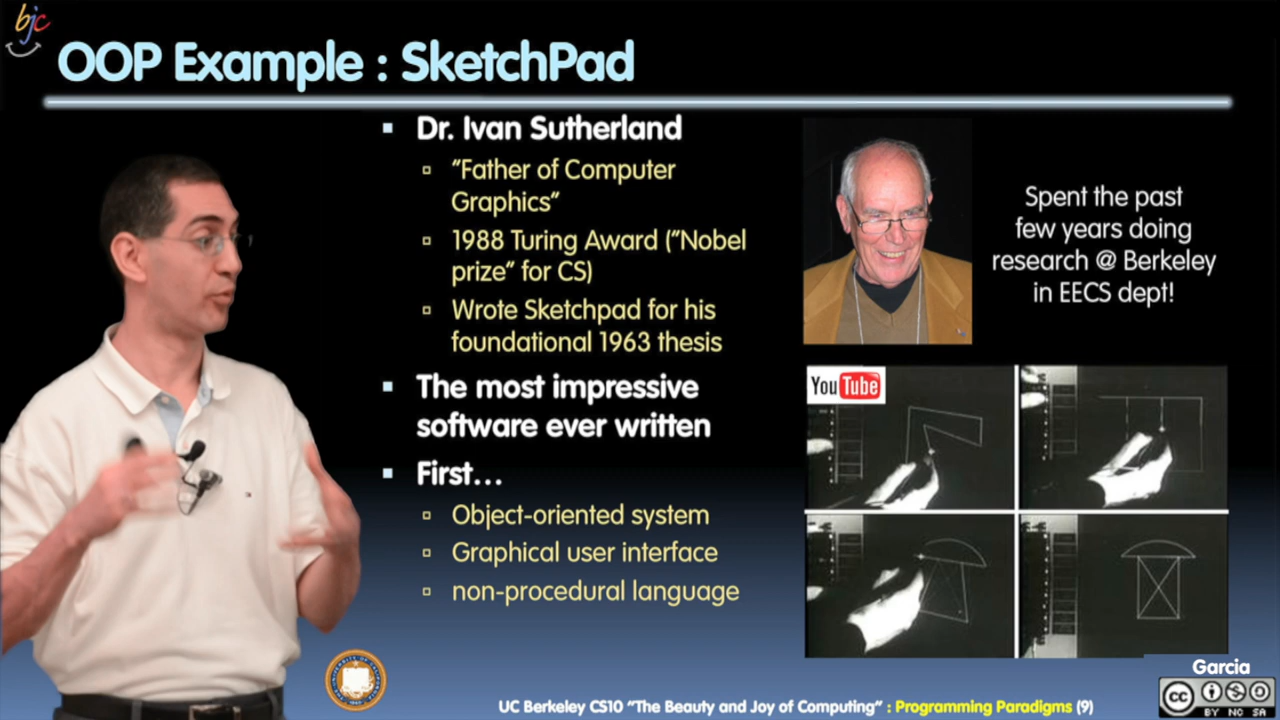 bjc
OOP Example : SketchPad
Dr. Ivan Sutherland
"Father of Computer
Graphics"
1988 Turing Award ("Nobel
prize" for CS)
Wrote Sketchpad for his
foundational 1963 thesis
The most impressive
software ever written
First...
Object-oriented system
Graphical user interface
non-procedural language
Spent the past
few years doing
research @ Berkeley
in EECS dept!
YouTube
Garcia
cc
BY NC SA
UC Berkeley CS10 "The Beauty and Joy of Computing" : Programming Paradigms (9)